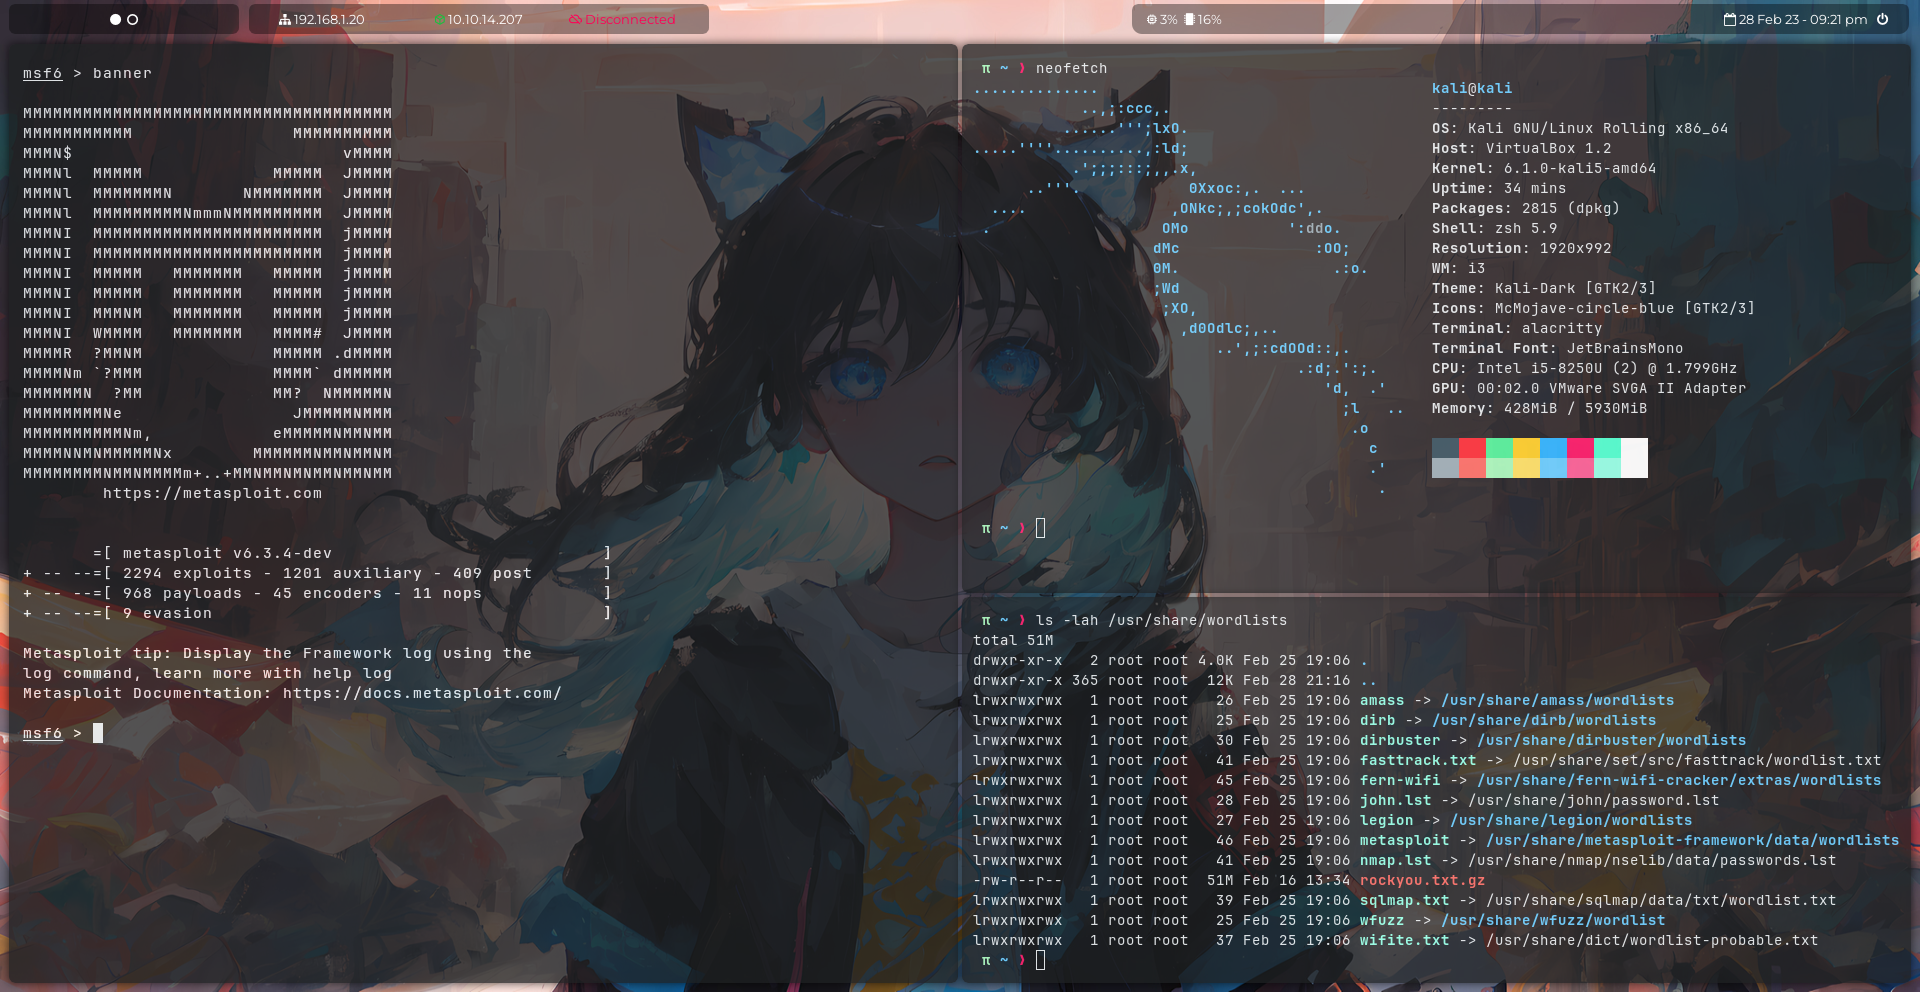 192.168.1.20 10.10.14.207 Disconnected
3% 16%
28 Feb 23 - 09:21 pm
msf6 > banner
MMMMMMMMMMMMMMMMMMMMMMMMMMMMMMMMMMMMM
MMMMMMMMMMM                MMMMMMMMMM
MMMN$                           vMMMM
MMMNl  MMMMM             MMMMM  JMMMM
MMMNl  MMMMMMMN       NMMMMMMM  JMMMM
MMMNl  MMMMMMMMMNmmmNMMMMMMMMM  JMMMM
MMMNI  MMMMMMMMMMMMMMMMMMMMMMM  jMMMM
MMMNI  MMMMMMMMMMMMMMMMMMMMMMM  jMMMM
MMMNI  MMMMM   MMMMMMM   MMMMM  jMMMM
MMMNI  MMMMM   MMMMMMM   MMMMM  jMMMM
MMMNI  MMMNM   MMMMMMM   MMMMM  jMMMM
MMMNI  WMMMM   MMMMMMM   MMMM#  JMMMM
MMMMR  ?MMNM             MMMMM .dMMMM
MMMMNm `?MMM             MMMM` dMMMMM
MMMMMMN  ?MM             MM?  NMMMMMN
MMMMMMMMNe                 JMMMMMNMMM
MMMMMMMMMMNm,            eMMMMMNMMNMM
MMMMNNMNMMMMMNx        MMMMMMNMMNMMNM
MMMMMMMMNMMNMMMMm+..+MMNMMNMNMMNMMNMM
        https://metasploit.com
       =[ metasploit v6.3.4-dev                           ]
+ -- --=[ 2294 exploits - 1201 auxiliary - 409 post       ]
+ -- --=[ 968 payloads - 45 encoders - 11 nops            ]
+ -- --=[ 9 evasion                                       ]
Metasploit tip: Display the Framework log using the
log command, learn more with help log
Metasploit Documentation: https://docs.metasploit.com/
msf6 >
π ~ ❯ neofetch
..............
            ..,;:ccc,.
          ......''';lxO.
.....''''..........,:ld;
           .';;;:::;,,.x,
      ..'''.            0Xxoc:,.  ...
  ....                ,ONkc;,;cokOdc',.
 .                   OMo           ':ddo.
                    dMc               :OO;
                    0M.                 .:o.
                    ;Wd
                     ;XO,
                       ,d0Odlc;,..
                           ..',;:cdOOd::,.
                                    .:d;.':;.
                                       'd,  .'
                                         ;l   ..
                                          .o
                                            c
                                            .'
                                             .
kali@kali
---------
OS: Kali GNU/Linux Rolling x86_64
Host: VirtualBox 1.2
Kernel: 6.1.0-kali5-amd64
Uptime: 34 mins
Packages: 2815 (dpkg)
Shell: zsh 5.9
Resolution: 1920x992
WM: i3
Theme: Kali-Dark [GTK2/3]
Icons: McMojave-circle-blue [GTK2/3]
Terminal: alacritty
Terminal Font: JetBrainsMono
CPU: Intel i5-8250U (2) @ 1.799GHz
GPU: 00:02.0 VMware SVGA II Adapter
Memory: 428MiB / 5930MiB
π ~ ❯
π ~ ❯ ls -lah /usr/share/wordlists
total 51M
drwxr-xr-x   2 root root 4.0K Feb 25 19:06 .
drwxr-xr-x 365 root root  12K Feb 28 21:16 ..
lrwxrwxrwx   1 root root   26 Feb 25 19:06 amass -> /usr/share/amass/wordlists
lrwxrwxrwx   1 root root   25 Feb 25 19:06 dirb -> /usr/share/dirb/wordlists
lrwxrwxrwx   1 root root   30 Feb 25 19:06 dirbuster -> /usr/share/dirbuster/wordlists
lrwxrwxrwx   1 root root   41 Feb 25 19:06 fasttrack.txt -> /usr/share/set/src/fasttrack/wordlist.txt
lrwxrwxrwx   1 root root   45 Feb 25 19:06 fern-wifi -> /usr/share/fern-wifi-cracker/extras/wordlists
lrwxrwxrwx   1 root root   28 Feb 25 19:06 john.lst -> /usr/share/john/password.lst
lrwxrwxrwx   1 root root   27 Feb 25 19:06 legion -> /usr/share/legion/wordlists
lrwxrwxrwx   1 root root   46 Feb 25 19:06 metasploit -> /usr/share/metasploit-framework/data/wordlists
lrwxrwxrwx   1 root root   41 Feb 25 19:06 nmap.lst -> /usr/share/nmap/nselib/data/passwords.lst
-rw-r--r--   1 root root  51M Feb 16 13:34 rockyou.txt.gz
lrwxrwxrwx   1 root root   39 Feb 25 19:06 sqlmap.txt -> /usr/share/sqlmap/data/txt/wordlist.txt
lrwxrwxrwx   1 root root   25 Feb 25 19:06 wfuzz -> /usr/share/wfuzz/wordlist
lrwxrwxrwx   1 root root   37 Feb 25 19:06 wifite.txt -> /usr/share/dict/wordlist-probable.txt
π ~ ❯